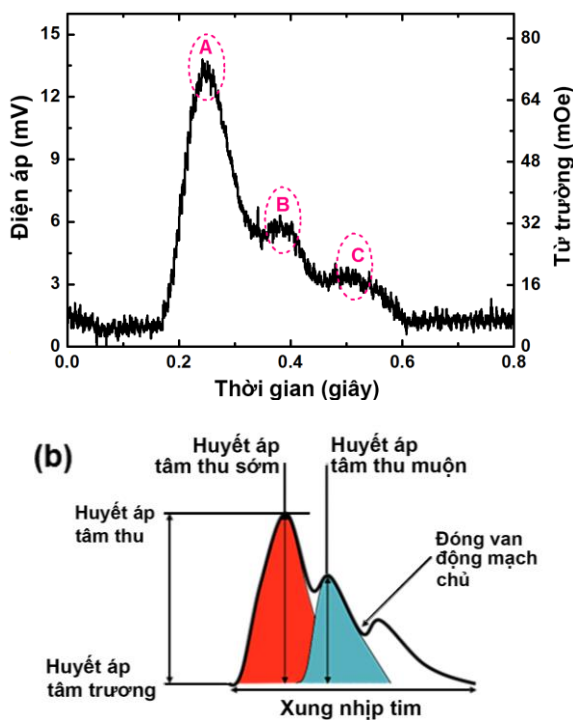 A
B
C
Điện áp (mV)
15
12
9
6
3
0
80
64
48
32
16
0
Từ trường (mOe)
0.0 0.2 0.4 0.6 0.8
Thời gian (giây)
(b)
Huyết áp
tâm thu sớm
Huyết áp
tâm thu muộn
Huyết áp
tâm thu
Đóng van
động mạch
chủ
Huyết áp
tâm trương
Xung nhịp tim